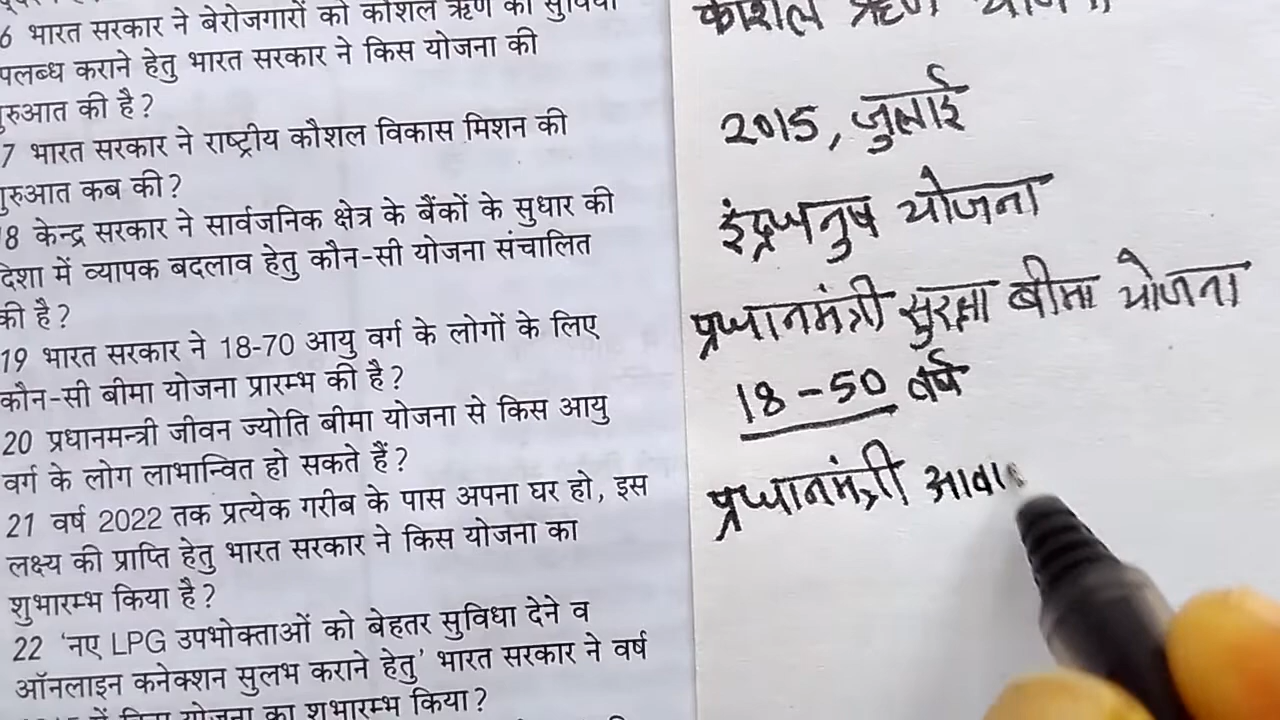 6 भारत सरकार ने बेरोजगारों को कौशल ऋण की सुविधा
पलब्ध कराने हेतु भारत सरकार ने किस योजना की
ुरुआत की है?
7 भारत सरकार ने राष्ट्रीय कौशल विकास मिशन की
ुरुआत कब की?
8 केन्द्र सरकार ने सार्वजनिक क्षेत्र के बैंकों के सुधार की
दिशा में व्यापक बदलाव हेतु कौन-सी योजना संचालित
की है?
19 भारत सरकार ने 18-70 आयु वर्ग के लोगों के लिए
कौन-सी बीमा योजना प्रारम्भ की है?
20 प्रधानमन्त्री जीवन ज्योति बीमा योजना से किस आयु
वर्ग के लोग लाभान्वित हो सकते हैं?
21 वर्ष 2022 तक प्रत्येक गरीब के पास अपना घर हो, इस
लक्ष्य की प्राप्ति हेतु भारत सरकार ने किस योजना का
शुभारम्भ किया है?
22 'नए LPG उपभोक्ताओं को बेहतर सुविधा देने व
ऑनलाइन कनेक्शन सुलभ कराने हेतु' भारत सरकार ने वर्ष
में किस योजना का शुभारम्भ किया?
कौशल ऋण योजना
2015, जुलाई
इंद्रधनुष योजना
प्रधानमंत्री सुरक्षा बीमा योजना
18-50 वर्ष
प्रधानमंत्री आवा